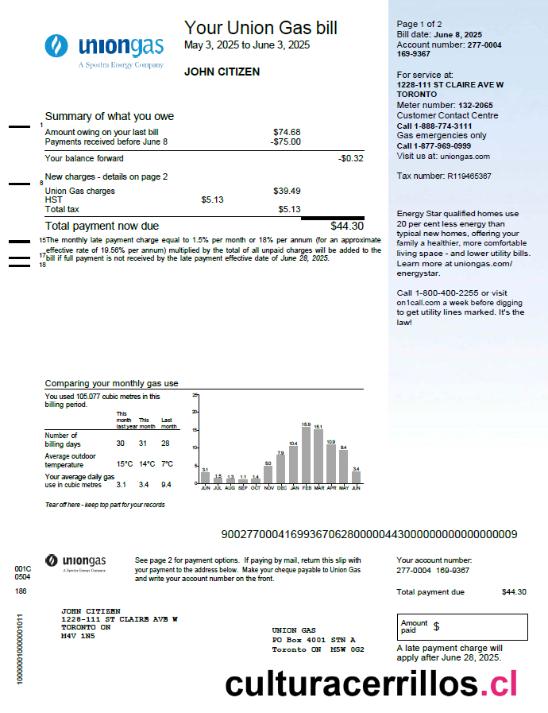 uniongas
A Spectra Energy Company
Your Union Gas bill
May 3, 2025 to June 3, 2025
JOHN CITIZEN
Page 1 of 2
Bill date: June 8, 2025
Account number: 277-0004
169-9367
For service at:
1228-111 ST CLAIRE AVE W
TORONTO
Meter number: 132-2065
Customer Contact Centre
Call 1-888-774-3111
Gas emergencies only
Call 1-877-969-0999
Visit us at: uniongas.com
Tax number: R119465367
Energy Star qualified homes use
20 per cent less energy than
typical new homes, offering your
family a healthier, more comfortable
living space - and lower utility bills.
Learn more at uniongas.com/
energystar.
Call 1-800-400-2255 or visit
on1call.com a week before digging
to get utility lines marked. It's the
law!
Summary of what you owe
1
Amount owing on your last bill $74.68
Payments received before June 8 -$75.00
Your balance forward -$0.32
8
New charges - details on page 2
Union Gas charges $39.49
HST $5.13
Total tax $5.13
Total payment now due $44.30
15 The monthly late payment charge equal to 1.5% per month or 18% per annum (for an approximate
effective rate of 19.56% per annum) multiplied by the total of all unpaid charges will be added to the
17 bill if full payment is not received by the late payment effective date of June 28, 2025.
18
Comparing your monthly gas use
You used 105.077 cubic metres in this
billing period.
This month last year This month Last month
Number of billing days 30 31 28
Average outdoor temperature 15°C 14°C 7°C
Your average daily gas use in cubic metres 3.1 3.4 9.4
25
20
15
10
5
0
3.1 1.5 1.3 1.1 1.4 5.0 7.9 10.4 15.9 15.1 10.9 9.4 3.4
JUN JUL AUG SEP OCT NOV DEC JAN FEB MAR APR MAY JUN
Tear off here - keep top part for your records
uniongas
A Spectra Energy Company
See page 2 for payment options. If paying by mail, return this slip with
your payment to the address below. Make your cheque payable to Union Gas
and write your account number on the front.
Your account number:
277-0004 169-9367
Total payment due $44.30
001C
0504
186
JOHN CITIZEN
1228-111 ST CLAIRE AVE W
TORONTO ON
M4V 1N5
UNION GAS
PO Box 4001 STN A
Toronto ON M5W 0G2
Amount
paid $
A late payment charge will
apply after June 28, 2025.
culturacerrillos.cl